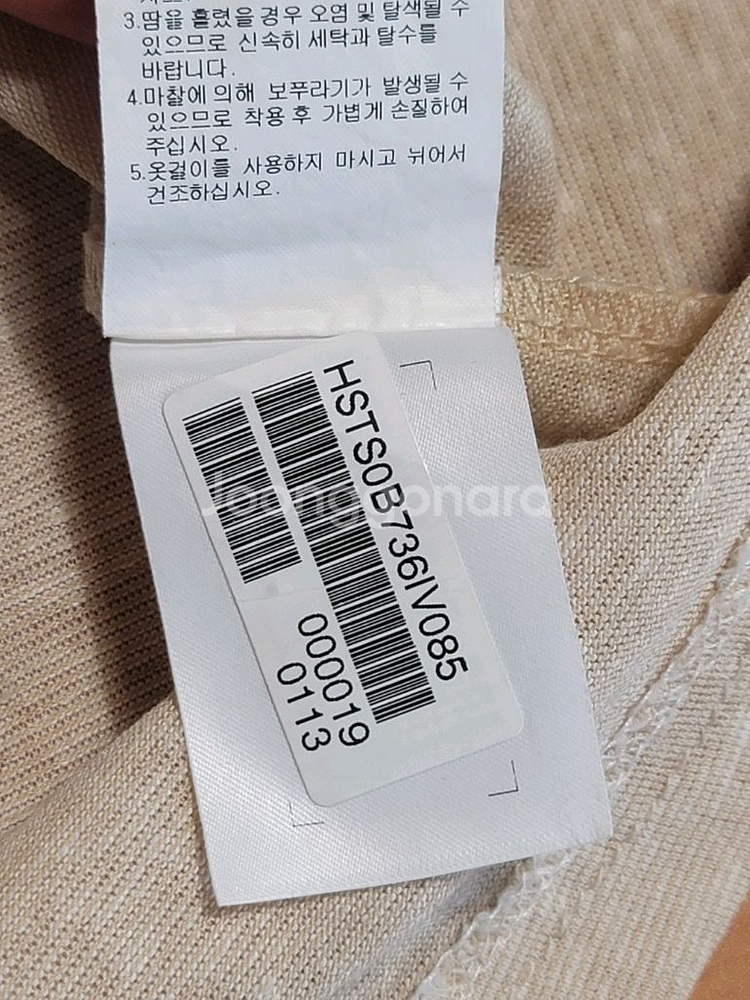 3.땀을 흘렸을 경우 오염 및 탈색될 수
있으므로 신속히 세탁과 탈수를
바랍니다.
4.마찰에 의해 보푸라기가 발생될 수
있으므로 착용 후 가볍게 손질하여
주십시오.
5.옷걸이를 사용하지 마시고 뉘어서
건조하십시오.
HSTS0B736IV085
000019
0113
Joonggonara